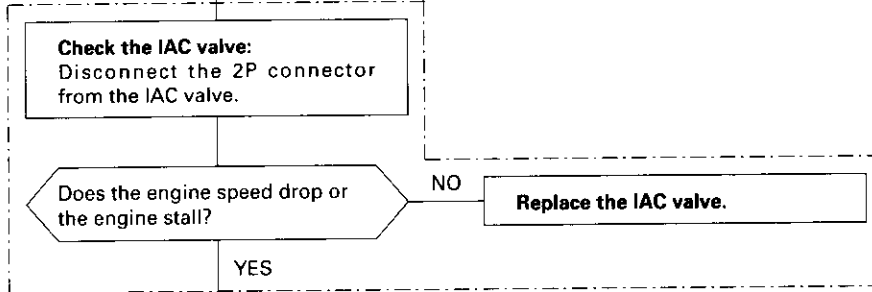 Check the IAC valve:
Disconnect the 2P connector
from the IAC valve.
Does the engine speed drop or
the engine stall?
NO
Replace the IAC valve.
YES